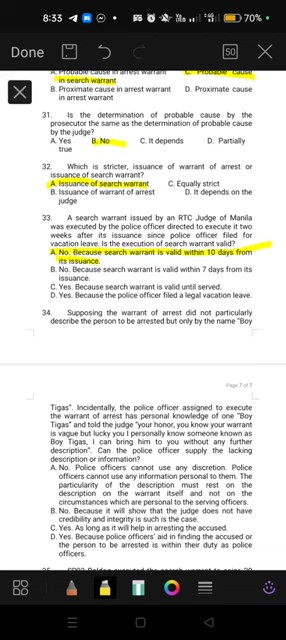 8:33
70%
Done
50
A. Probable cause in arrest warrant C. Probable cause
in search warrant
B. Proximate cause in arrest warrant D. Proximate cause
in arrest warrant
31. Is the determination of probable cause by the
prosecutor the same as the determination of probable cause
by the judge?
A. Yes B. No C. It depends D. Partially
true
32. Which is stricter, issuance of warrant of arrest or
issuance of search warrant?
A. Issuance of search warrant C. Equally strict
B. Issuance of warrant of arrest D. It depends on the
judge
33. A search warrant issued by an RTC Judge of Manila
was executed by the police officer directed to execute it two
weeks after its issuance since police officer filed for
vacation leave. Is the execution of search warrant valid?
A. No. Because search warrant is valid within 10 days from
its issuance.
B. No. Because search warrant is valid within 7 days from its
issuance.
C. Yes. Because search warrant is valid until served.
D. Yes. Because the police officer filed a legal vacation leave.
34. Supposing the warrant of arrest did not particularly
describe the person to be arrested but only by the name "Boy
Page 7 of 7
Tigas". Incidentally, the police officer assigned to execute
the warrant of arrest has personal knowledge of one "Boy
Tigas" and told the judge "your honor, you know your warrant
is vague but lucky you I personally know someone known as
Boy Tigas, I can bring him to you without any further
description". Can the police officer supply the lacking
description or information?
A. No. Police officers cannot use any discretion. Police
officers cannot use any information personal to them. The
particularity of the description must rest on the
description on the warrant itself and not on the
circumstances which are personal to the serving officers.
B. No. Because it will show that the judge does not have
credibility and integrity is such is the case.
C. Yes. As long as it will help in arresting the accused.
D. Yes. Because police officers' aid in finding the accused or
the person to be arrested is within their duty as police
officers.